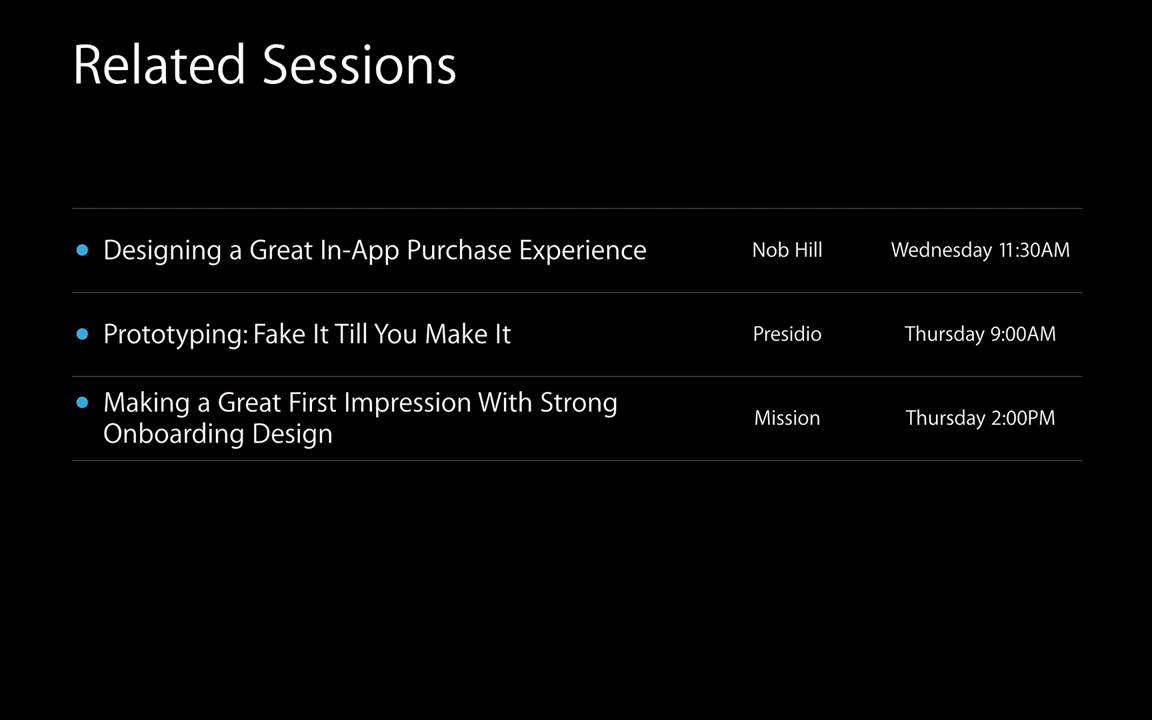 Related Sessions
Designing a Great In-App Purchase Experience Nob Hill Wednesday 11:30AM
Prototyping: Fake It Till You Make It Presidio Thursday 9:00AM
Making a Great First Impression With Strong
Onboarding Design Mission Thursday 2:00PM